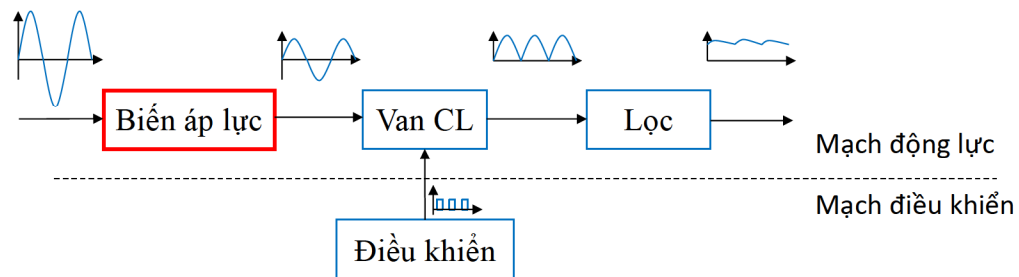 Biến áp lực
Van CL
Lọc
Mạch động lực
Mạch điều khiển
Điều khiển